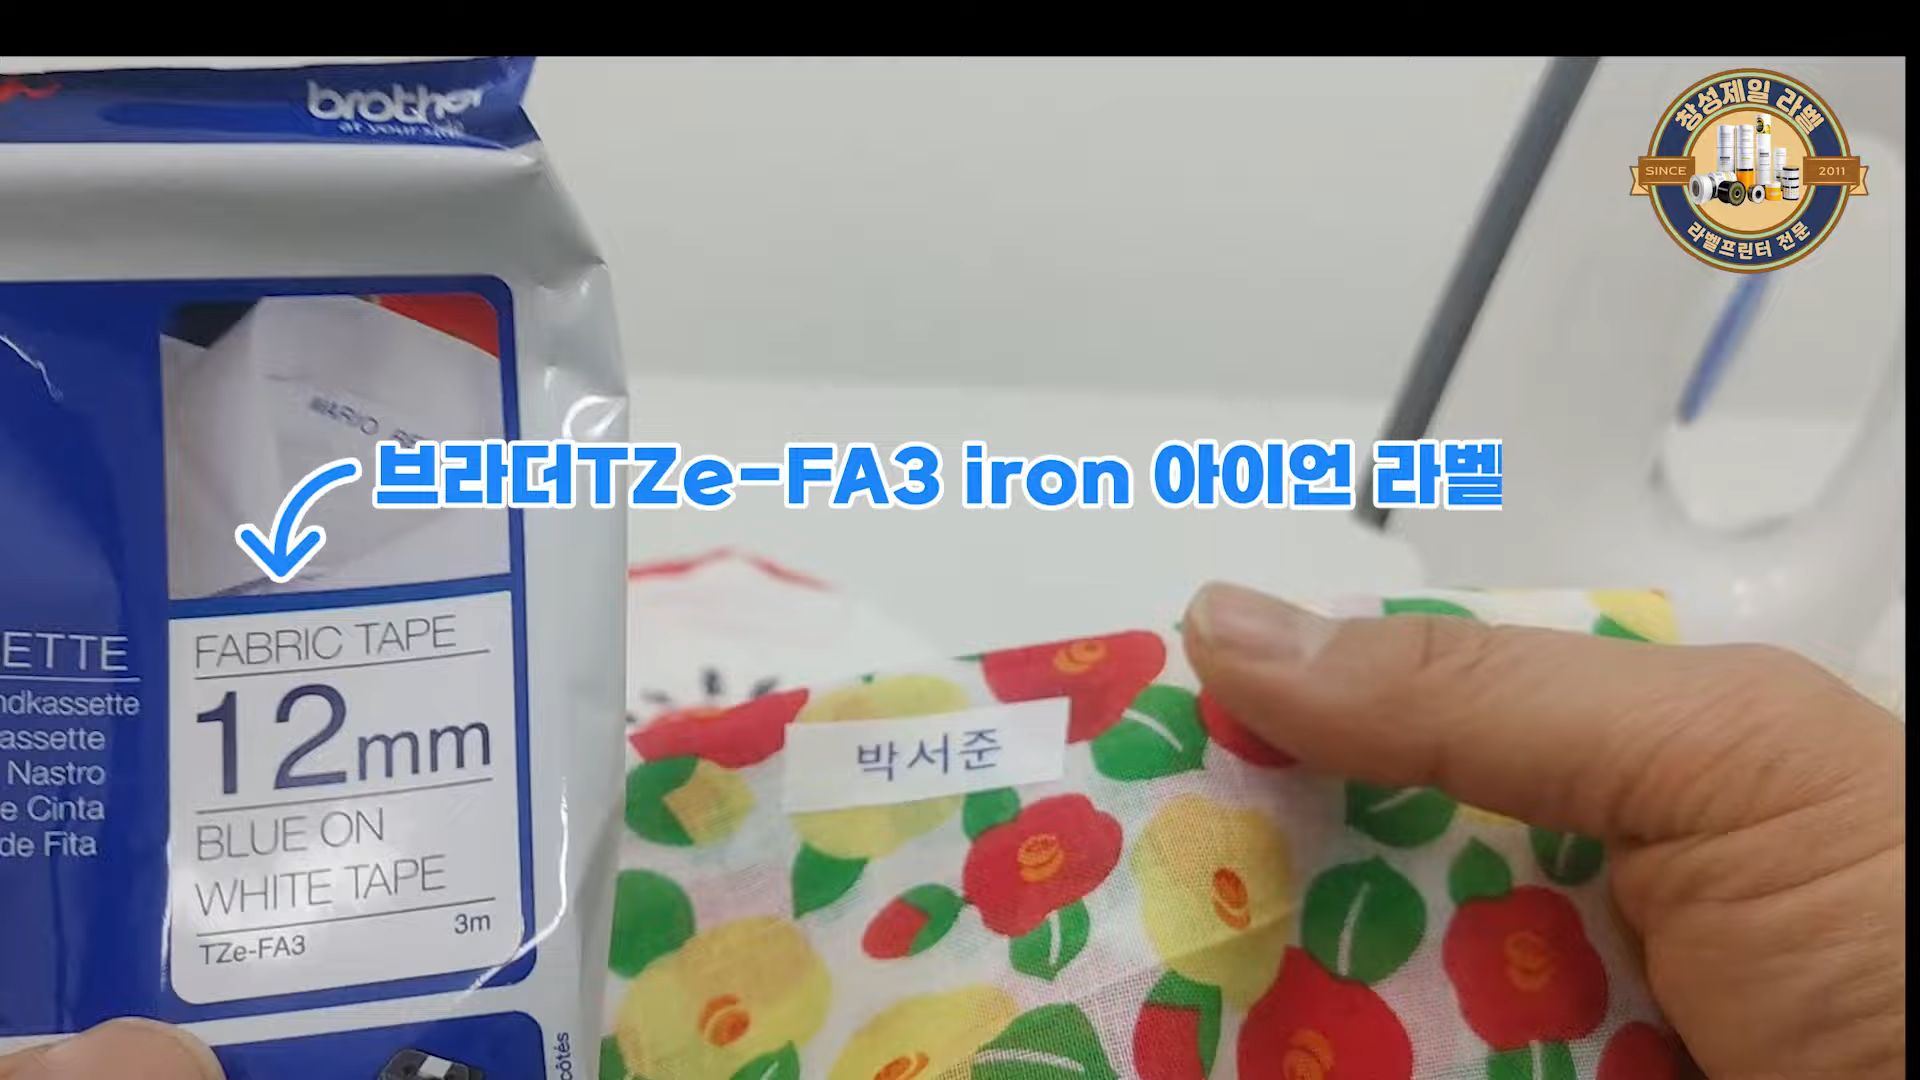 brother
at your side
창성제일 라벨
SINCE 2011
라벨프린터 전문
MARIO
브라더TZe-FA3 iron 아이언 라벨
ETTE
ndkassette
assette
Nastro
e Cinta
de Fita
FABRIC TAPE
12mm
BLUE ON
WHITE TAPE
3m
TZe-FA3
박서준
côtés